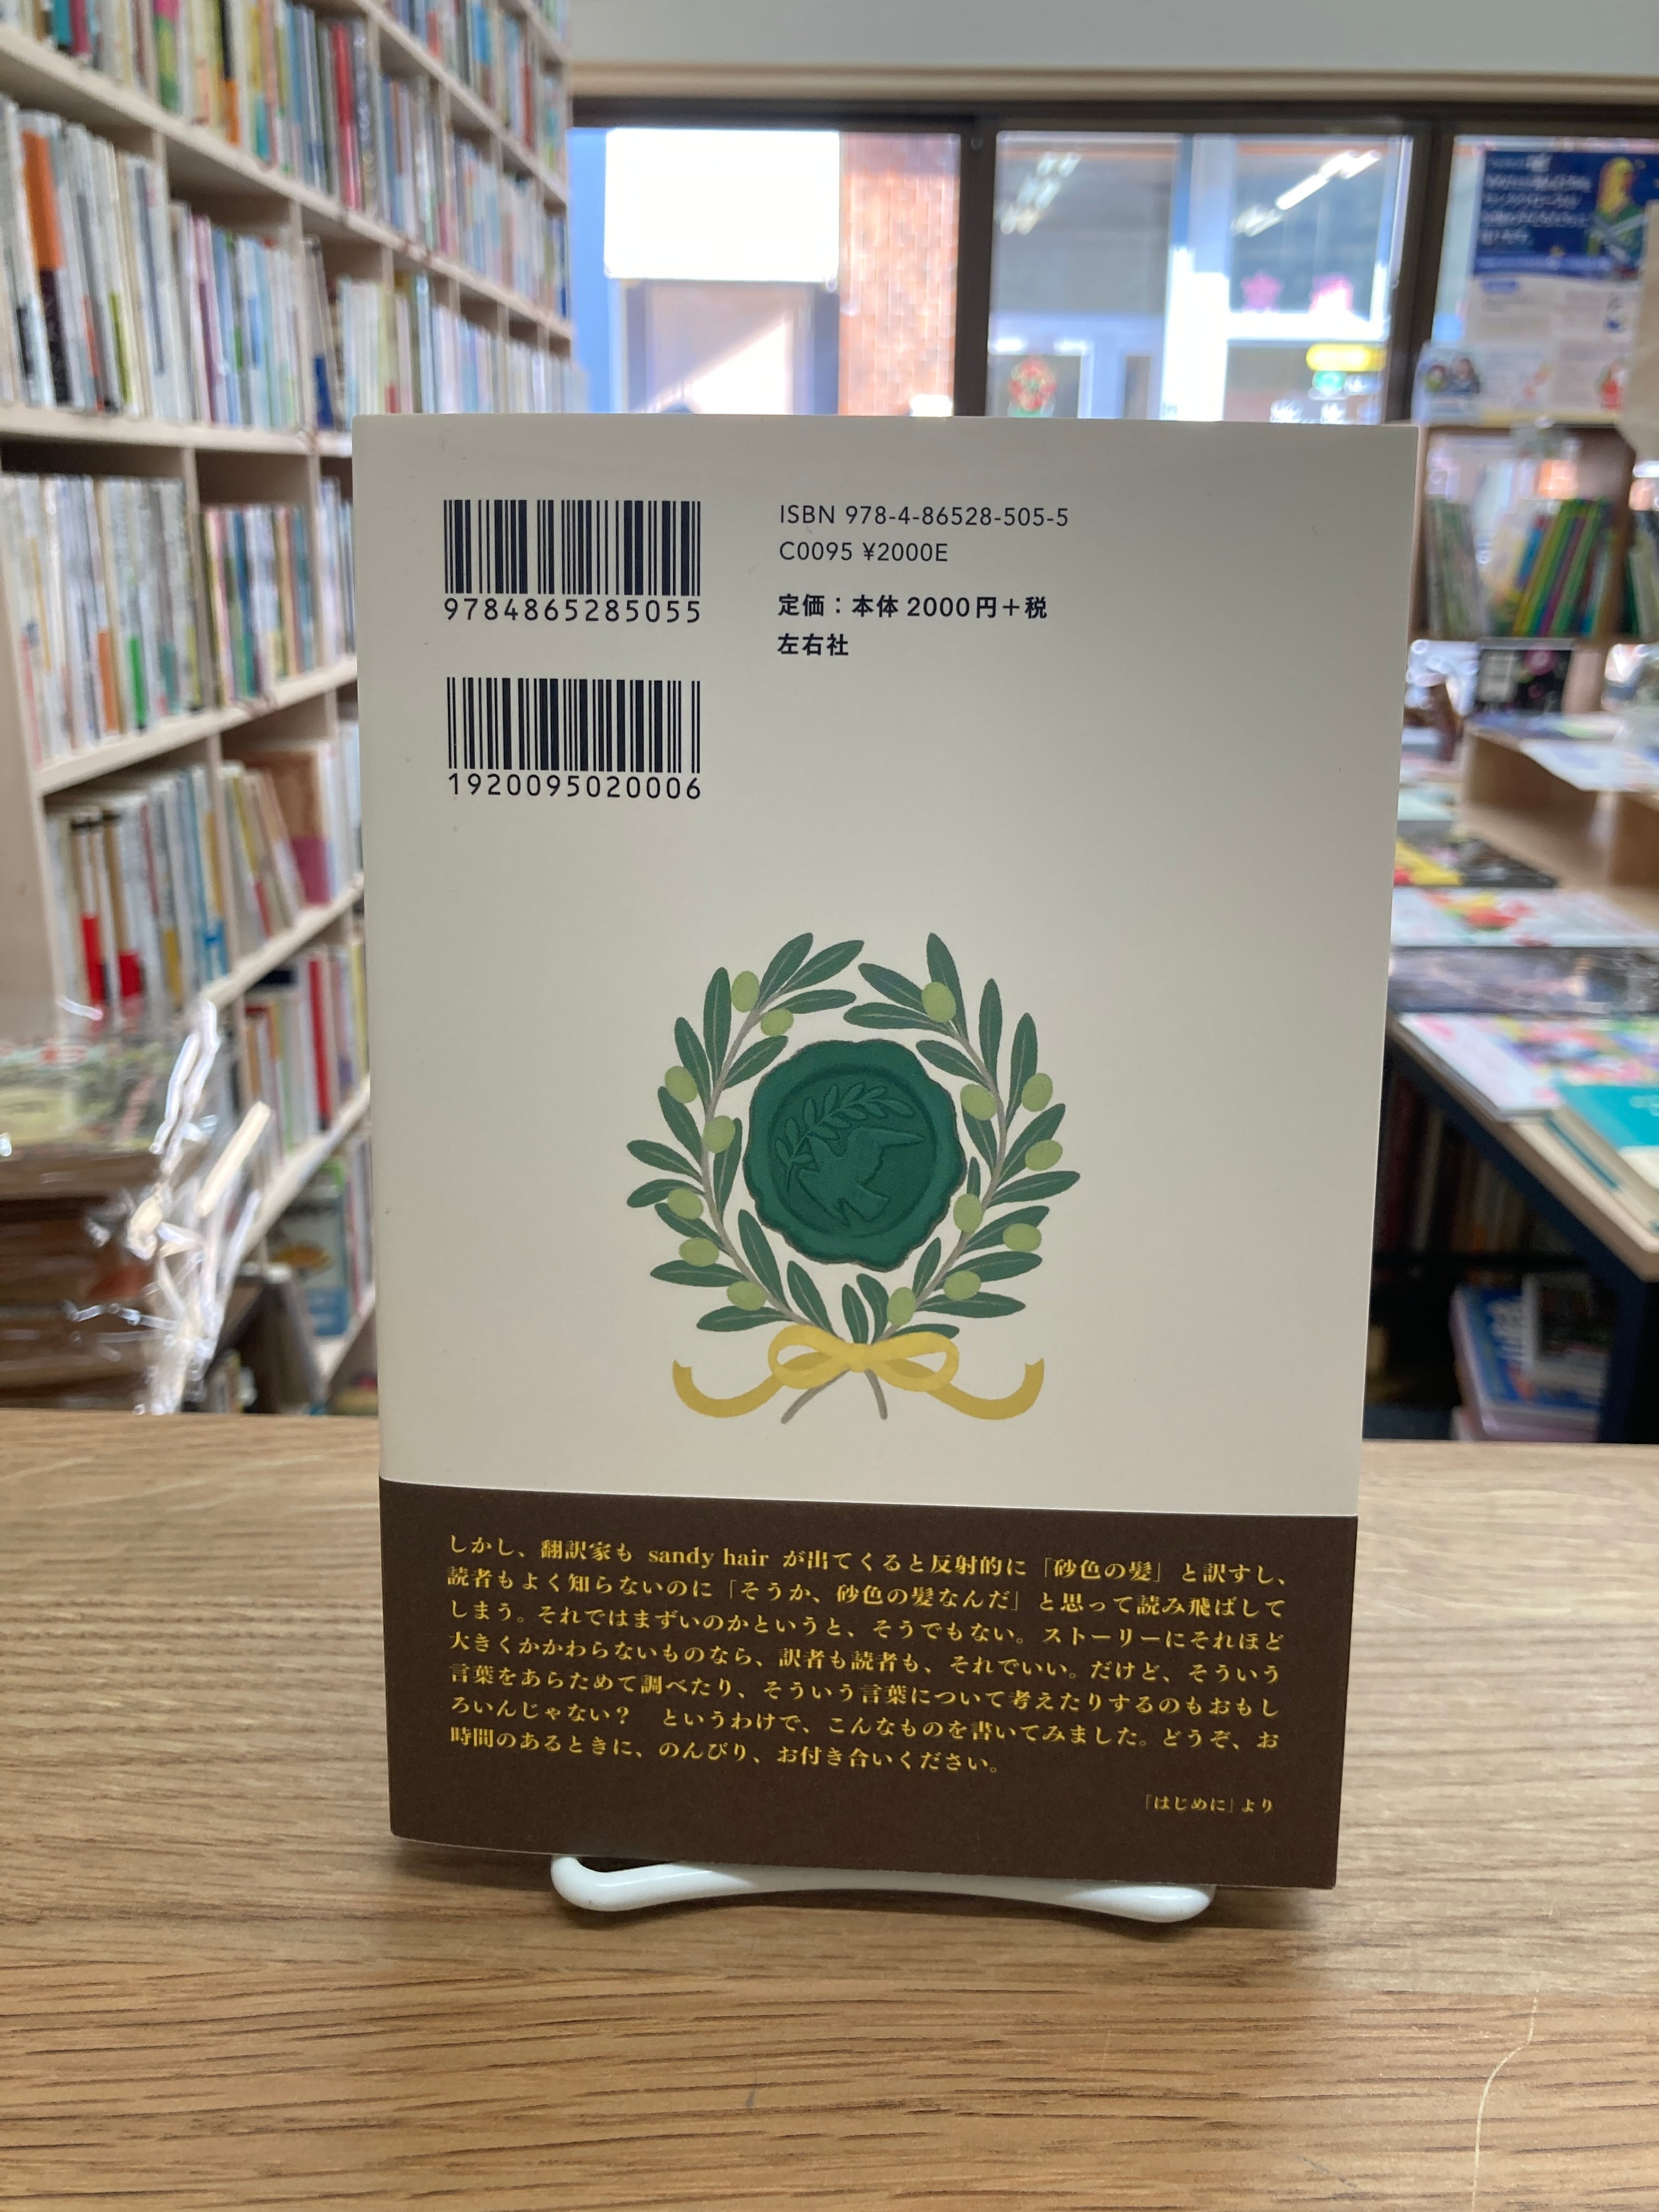 9784865285055
ISBN 978-4-86528-505-5
C0095 ¥2000E
定価：本体 2000円＋税
左右社
1920095020006
しかし、翻訳家も sandy hair が出てくると反射的に「砂色の髪」と訳すし、
読者もよく知らないのに「そうか、砂色の髪なんだ」と思って読み飛ばして
しまう。それではまずいのかというと、そうでもない。ストーリーにそれほど
大きくかかわらないものなら、訳者も読者も、それでいい。だけど、そういう
言葉をあらためて調べたり、そういう言葉について考えたりするのもおもし
ろいんじゃない？　というわけで、こんなものを書いてみました。どうぞ、お
時間のあるときに、のんびり、お付き合いください。
「はじめに」より